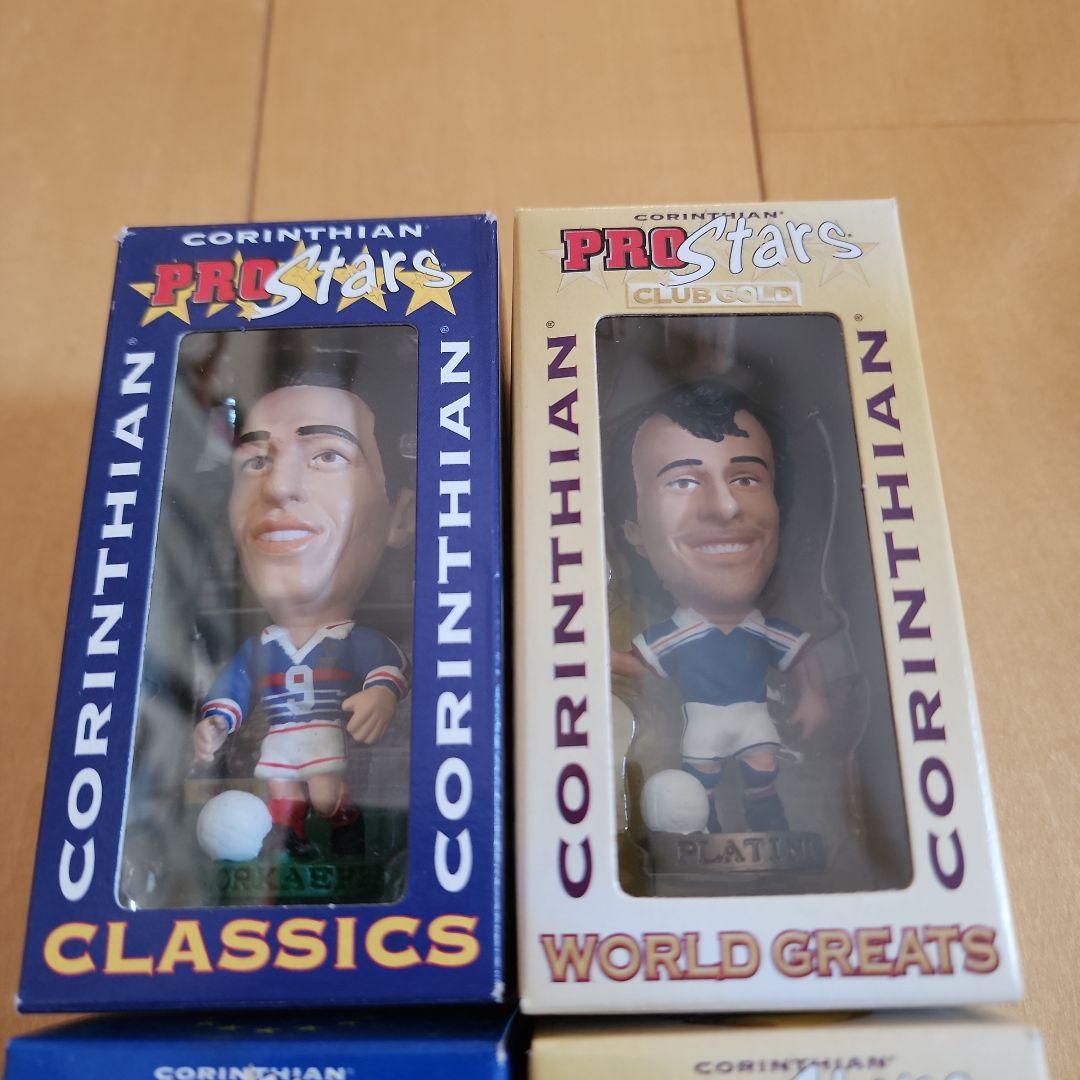 CORINTHIAN
PRO Stars
CORINTHIAN®
CORINTHIAN®
9
CLASSICS
CORINTHIAN®
PRO Stars
CLUB GOLD
CORINTHIAN®
CORINTHIAN®
WORLD GREATS
CORINTHIAN
CORINTHIAN